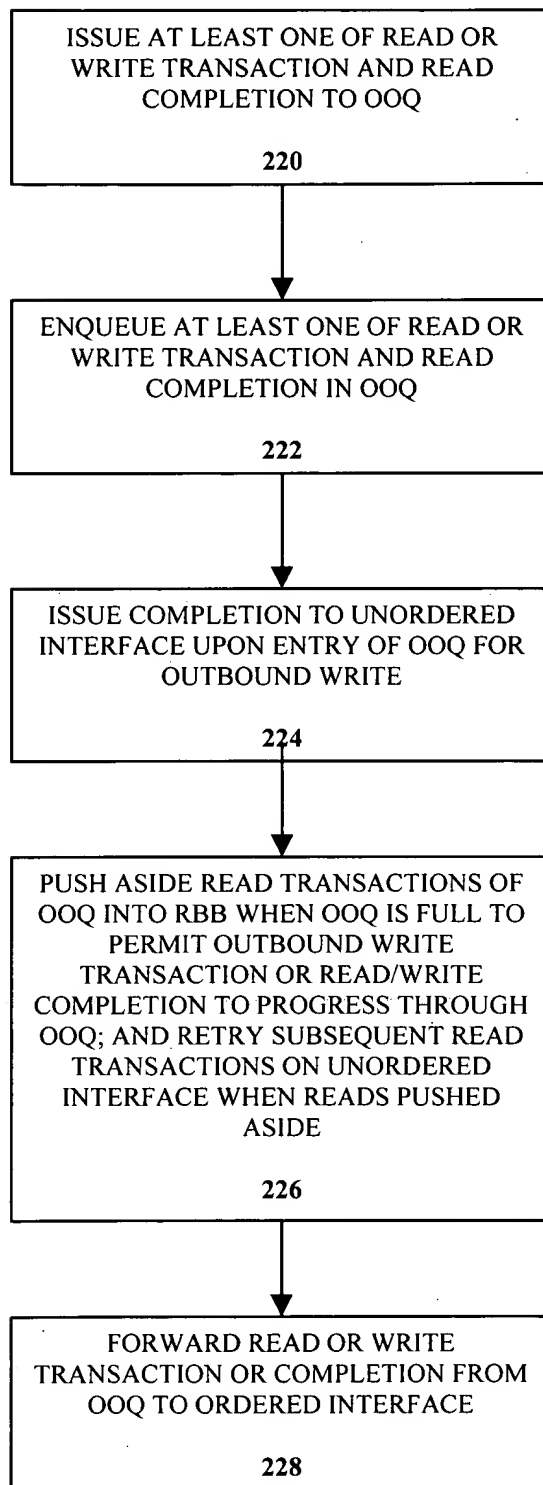 ISSUE AT LEAST ONE OF READ OR
WRITE TRANSACTION AND READ
COMPLETION TO OOQ
220
ENQUEUE AT LEAST ONE OF READ OR
WRITE TRANSACTION AND READ
COMPLETION IN OOQ
222
ISSUE COMPLETION TO UNORDERED
INTERFACE UPON ENTRY OF OOQ FOR
OUTBOUND WRITE
224
PUSH ASIDE READ TRANSACTIONS OF
OOQ INTO RBB WHEN OOQ IS FULL TO
PERMIT OUTBOUND WRITE
TRANSACTION OR READ/WRITE
COMPLETION TO PROGRESS THROUGH
OOQ; AND RETRY SUBSEQUENT READ
TRANSACTIONS ON UNORDERED
INTERFACE WHEN READS PUSHED
ASIDE
226
FORWARD READ OR WRITE
TRANSACTION OR COMPLETION FROM
OOQ TO ORDERED INTERFACE
228